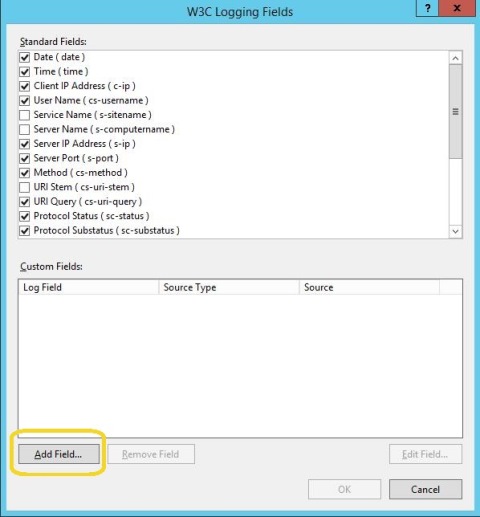 W3C Logging Fields
? x
Standard Fields:
Date ( date )
Time ( time )
Client IP Address ( c-ip )
User Name ( cs-username )
Service Name ( s-sitename )
Server Name ( s-computername )
Server IP Address ( s-ip )
Server Port ( s-port )
Method ( cs-method )
URI Stem ( cs-uri-stem )
URI Query ( cs-uri-query )
Protocol Status ( sc-status )
Protocol Substatus ( sc-substatus )
Custom Fields:
Log Field Source Type Source
Add Field... Remove Field Edit Field...
OK Cancel